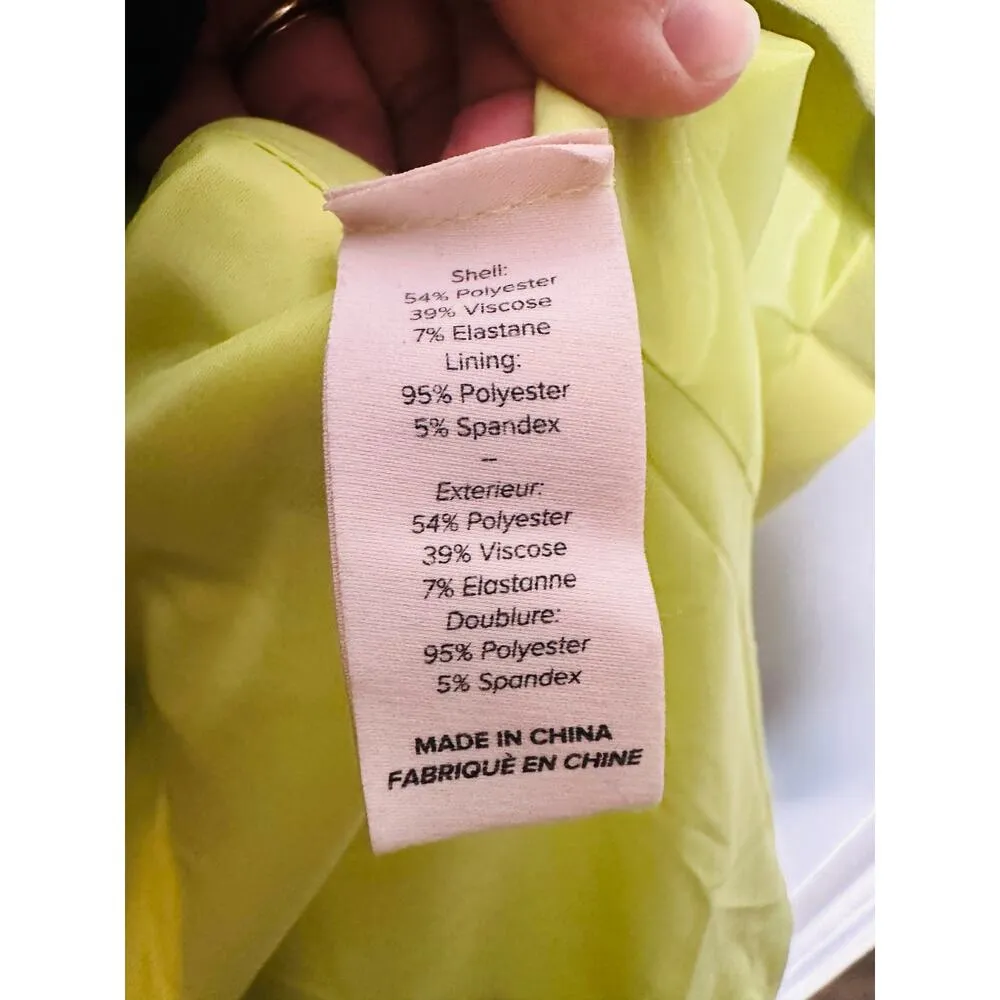 Shell:
54% Polyester
39% Viscose
7% Elastane
Lining:
95% Polyester
5% Spandex
–
Exterieur:
54% Polyester
39% Viscose
7% Elastanne
Doublure:
95% Polyester
5% Spandex
MADE IN CHINA
FABRIQUÈ EN CHINE